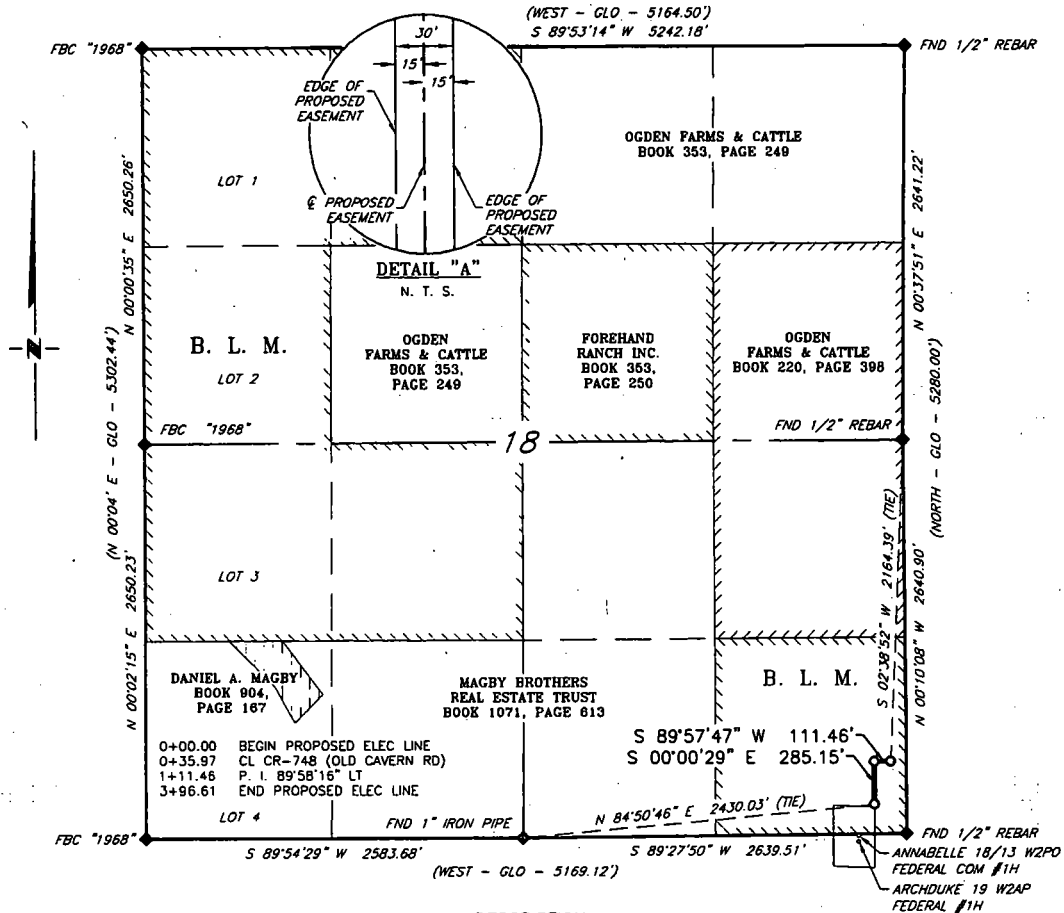 (WEST - GLO - 5164.50')
S 89°53'14" W 5242.18'
FBC "1968"
FND 1/2" REBAR
30'
15'
15'
EDGE OF
PROPOSED
EASEMENT
℄ PROPOSED
EASEMENT
EDGE OF
PROPOSED
EASEMENT
DETAIL "A"
N. T. S.
LOT 1
OGDEN FARMS & CATTLE
BOOK 353, PAGE 249
N 00°00'35" E 2650.26'
N 00°37'51" E 2641.22'
(N 00°04' E - GLO - 5302.44')
(NORTH - GLO - 5280.00')
N
B. L. M.
LOT 2
OGDEN
FARMS & CATTLE
BOOK 353,
PAGE 249
FOREHAND
RANCH INC.
BOOK 353,
PAGE 250
OGDEN
FARMS & CATTLE
BOOK 220, PAGE 398
FBC "1968"
18
FND 1/2" REBAR
N 00°02'15" E 2650.23'
S 02°38'52" W 2164.39' (TIE)
N 00°10'08" W 2640.90'
LOT 3
DANIEL A. MAGBY
BOOK 904,
PAGE 167
MAGBY BROTHERS
REAL ESTATE TRUST
BOOK 1071, PAGE 613
B. L. M.
S 89°57'47" W 111.46'
S 00°00'29" E 285.15'
0+00.00 BEGIN PROPOSED ELEC LINE
0+35.97 CL CR-748 (OLD CAVERN RD)
1+11.46 P. I. 89°58'16" LT
3+96.61 END PROPOSED ELEC LINE
LOT 4
N 84°50'46" E 2430.03' (TIE)
FBC "1968"
FND 1" IRON PIPE
FND 1/2" REBAR
S 89°54'29" W 2583.68'
S 89°27'50" W 2639.51'
(WEST - GLO - 5169.12')
ANNABELLE 18/13 W2PO
FEDERAL COM #1H
ARCHDUKE 19 W2AP
FEDERAL #1H